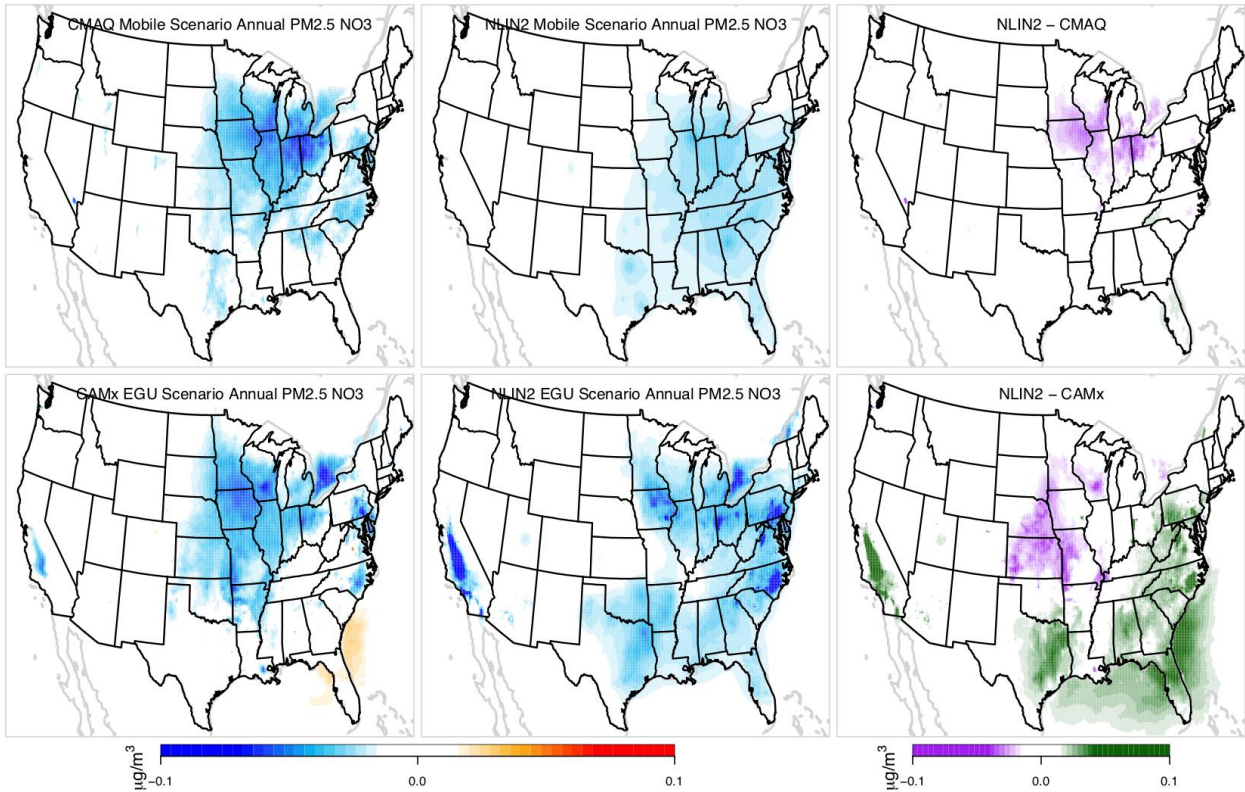 CMAQ Mobile Scenario Annual PM2.5 NO3
NLIN2 Mobile Scenario Annual PM2.5 NO3
NLIN2 − CMAQ
CAMx EGU Scenario Annual PM2.5 NO3
NLIN2 EGU Scenario Annual PM2.5 NO3
NLIN2 − CAMx
μg/m³
−0.1
0.0
0.1
μg/m³
−0.1
0.0
0.1